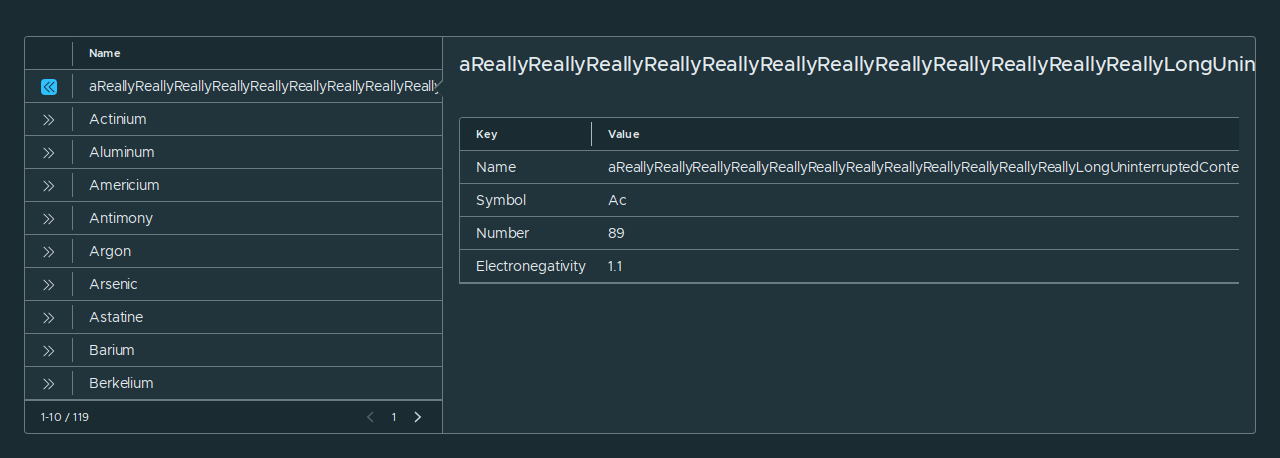 Name
aReallyReallyReallyReallyReallyReallyReallyReallyReally
Actinium
Aluminum
Americium
Antimony
Argon
Arsenic
Astatine
Barium
Berkelium
1-10 / 119
1
aReallyReallyReallyReallyReallyReallyReallyReallyReallyReallyReallyReallyLongUnin
Key Value
Name aReallyReallyReallyReallyReallyReallyReallyReallyReallyReallyReallyReallyLongUninterruptedConte
Symbol Ac
Number 89
Electronegativity 1.1